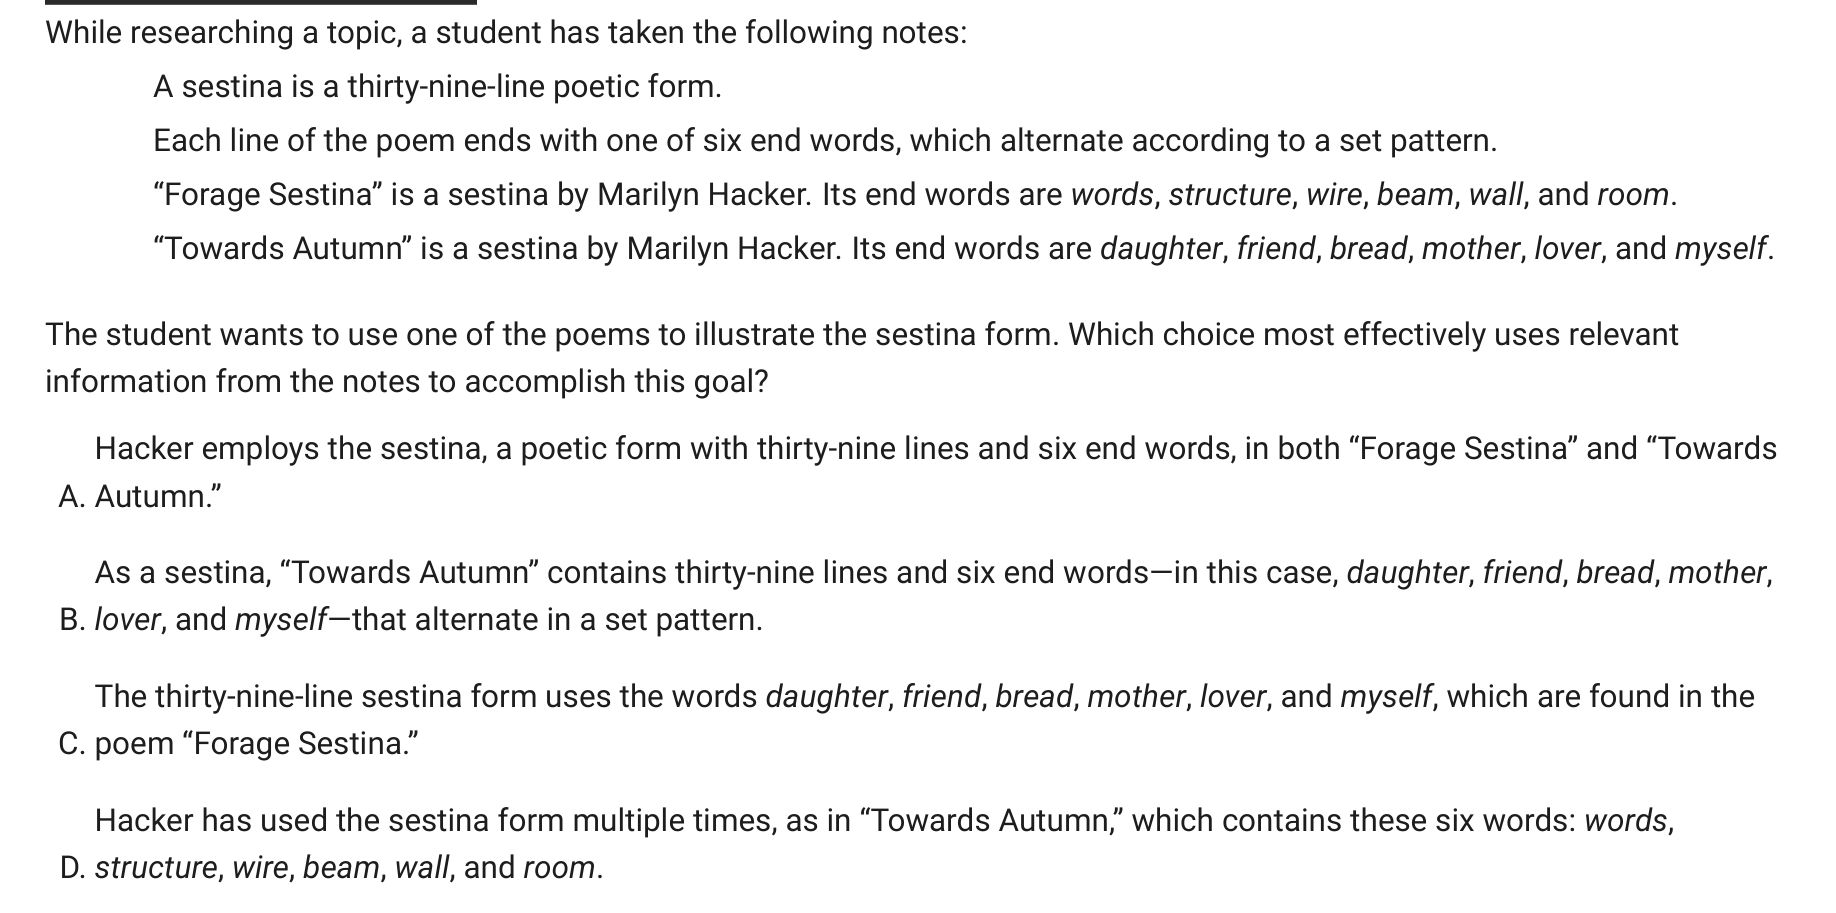 While researching a topic, a student has taken the following notes:
A sestina is a thirty-nine-line poetic form.
Each line of the poem ends with one of six end words, which alternate according to a set pattern.
“Forage Sestina” is a sestina by Marilyn Hacker. Its end words are words, structure, wire, beam, wall, and room.
“Towards Autumn” is a sestina by Marilyn Hacker. Its end words are daughter, friend, bread, mother, lover, and myself.
The student wants to use one of the poems to illustrate the sestina form. Which choice most effectively uses relevant
information from the notes to accomplish this goal?
Hacker employs the sestina, a poetic form with thirty-nine lines and six end words, in both “Forage Sestina” and “Towards
A. Autumn.”
As a sestina, “Towards Autumn” contains thirty-nine lines and six end words—in this case, daughter, friend, bread, mother,
B. lover, and myself—that alternate in a set pattern.
The thirty-nine-line sestina form uses the words daughter, friend, bread, mother, lover, and myself, which are found in the
C. poem “Forage Sestina.”
Hacker has used the sestina form multiple times, as in “Towards Autumn,” which contains these six words: words,
D. structure, wire, beam, wall, and room.